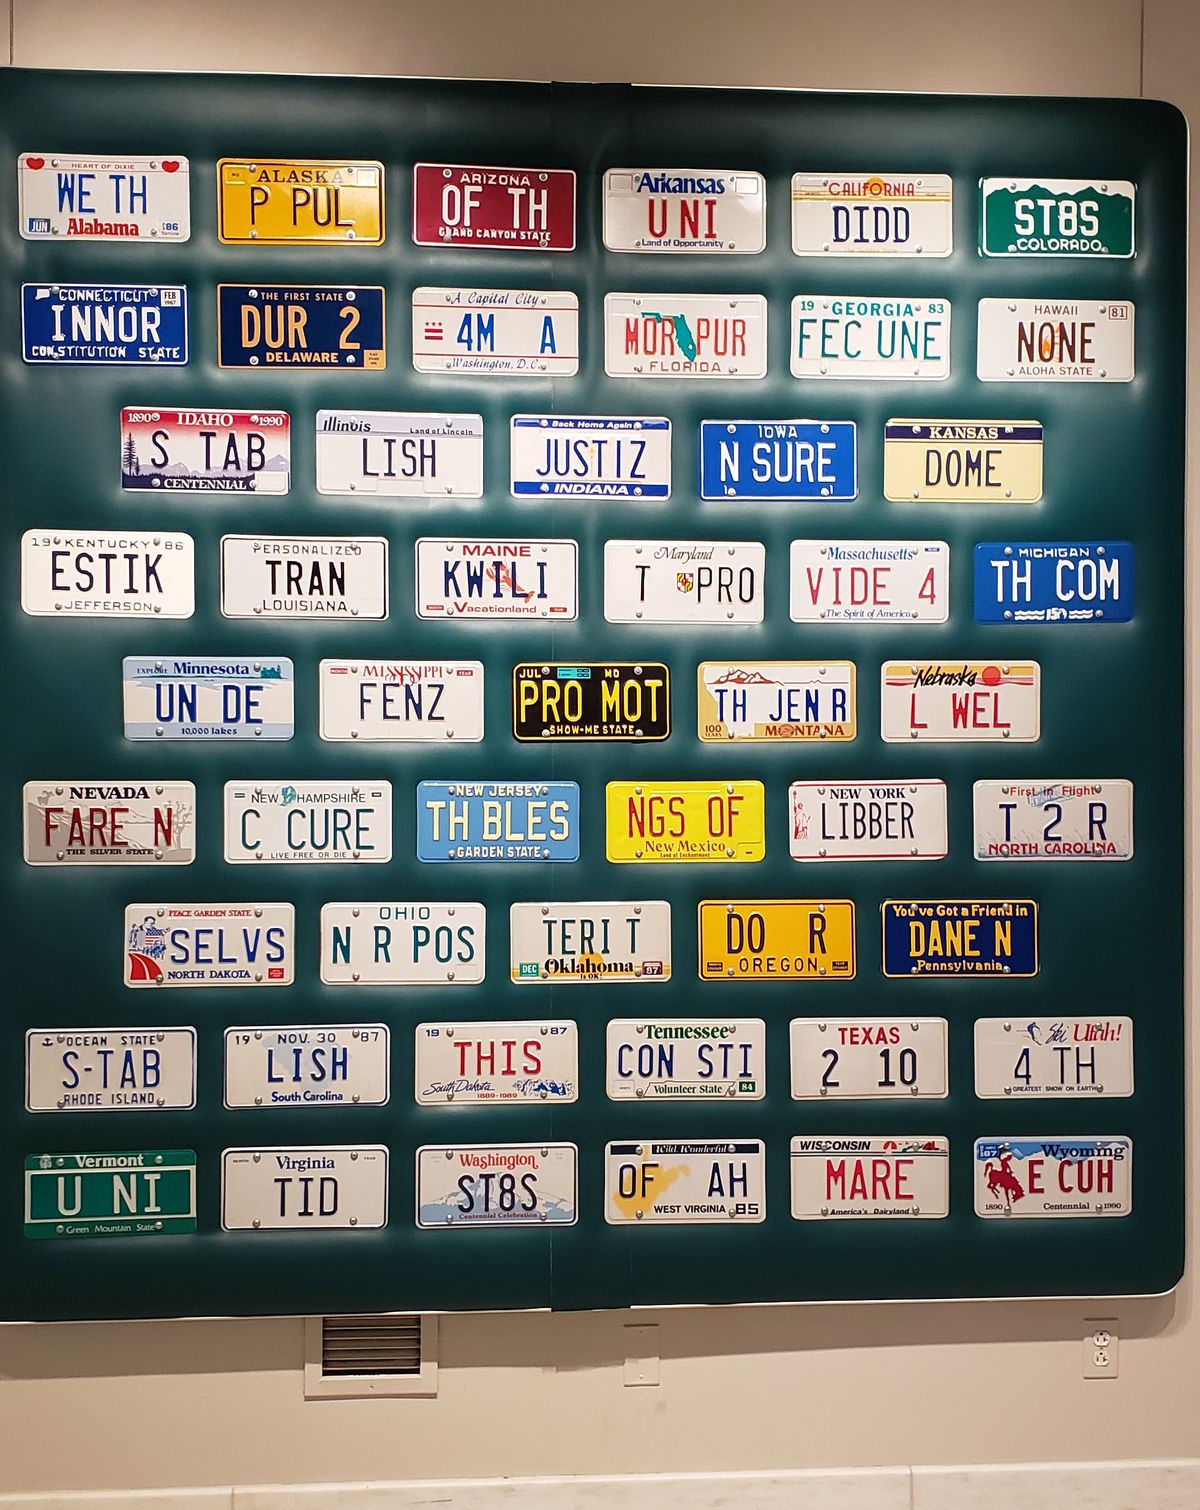 HEART OF DIXIE
WE TH
JUN Alabama 86
ALASKA
P PUL
ARIZONA
OF TH
GRAND CANYON STATE
Arkansas
U NI
Land of Opportunity
CALIFORNIA
DIDD
ST8S
COLORADO
CONNECTICUT FEB 1987
INNOR
CONSTITUTION STATE
THE FIRST STATE
DUR 2
DELAWARE
A Capital City
4M A
Washington, D.C.
MOR PUR
FLORIDA
19 GEORGIA 83
FEC UNE
HAWAII 81
NONE
ALOHA STATE
1890 IDAHO 1990
S TAB
CENTENNIAL
Illinois Land of Lincoln
LISH
Back Home Again
JUSTIZ
INDIANA
IOWA
N SURE
KANSAS
DOME
19 KENTUCKY 86
ESTIK
JEFFERSON
PERSONALIZED
TRAN
LOUISIANA
MAINE
KWILI
Vacationland
Maryland
T PRO
Massachusetts
VIDE 4
The Spirit of America
MICHIGAN
TH COM
150
EXPLORE Minnesota
UN DE
10,000 lakes
MISSISSIPPI
FENZ
JUL MO
PRO MOT
SHOW-ME STATE
TH JEN R
100 YEARS MONTANA
Nebraska
L WEL
NEVADA
FARE N
THE SILVER STATE
NEW HAMPSHIRE
C CURE
LIVE FREE OR DIE
NEW JERSEY
TH BLES
GARDEN STATE
NGS OF
New Mexico
Land of Enchantment
NEW YORK
LIBBER
First in Flight
T 2 R
NORTH CAROLINA
PEACE GARDEN STATE
SELVS
NORTH DAKOTA
OHIO
N R POS
TERI T
DEC Oklahoma 87
IS OK!
DO R
OREGON
You've Got a Friend in
DANE N
Pennsylvania
OCEAN STATE
S-TAB
RHODE ISLAND
19 NOV. 30 87
LISH
South Carolina
19 87
THIS
South Dakota
1889-1989
Tennessee
CON STI
Volunteer State 84
TEXAS
2 10
Ski Utah!
4 TH
GREATEST SNOW ON EARTH
Vermont
U NI
Green Mountain State
Virginia
TID
Washington
ST8S
Centennial Celebration
Wild, Wonderful
OF AH
WEST VIRGINIA 85
WISCONSIN
MARE
America's Dairyland
87 Wyoming
E CUH
1890 Centennial 1990